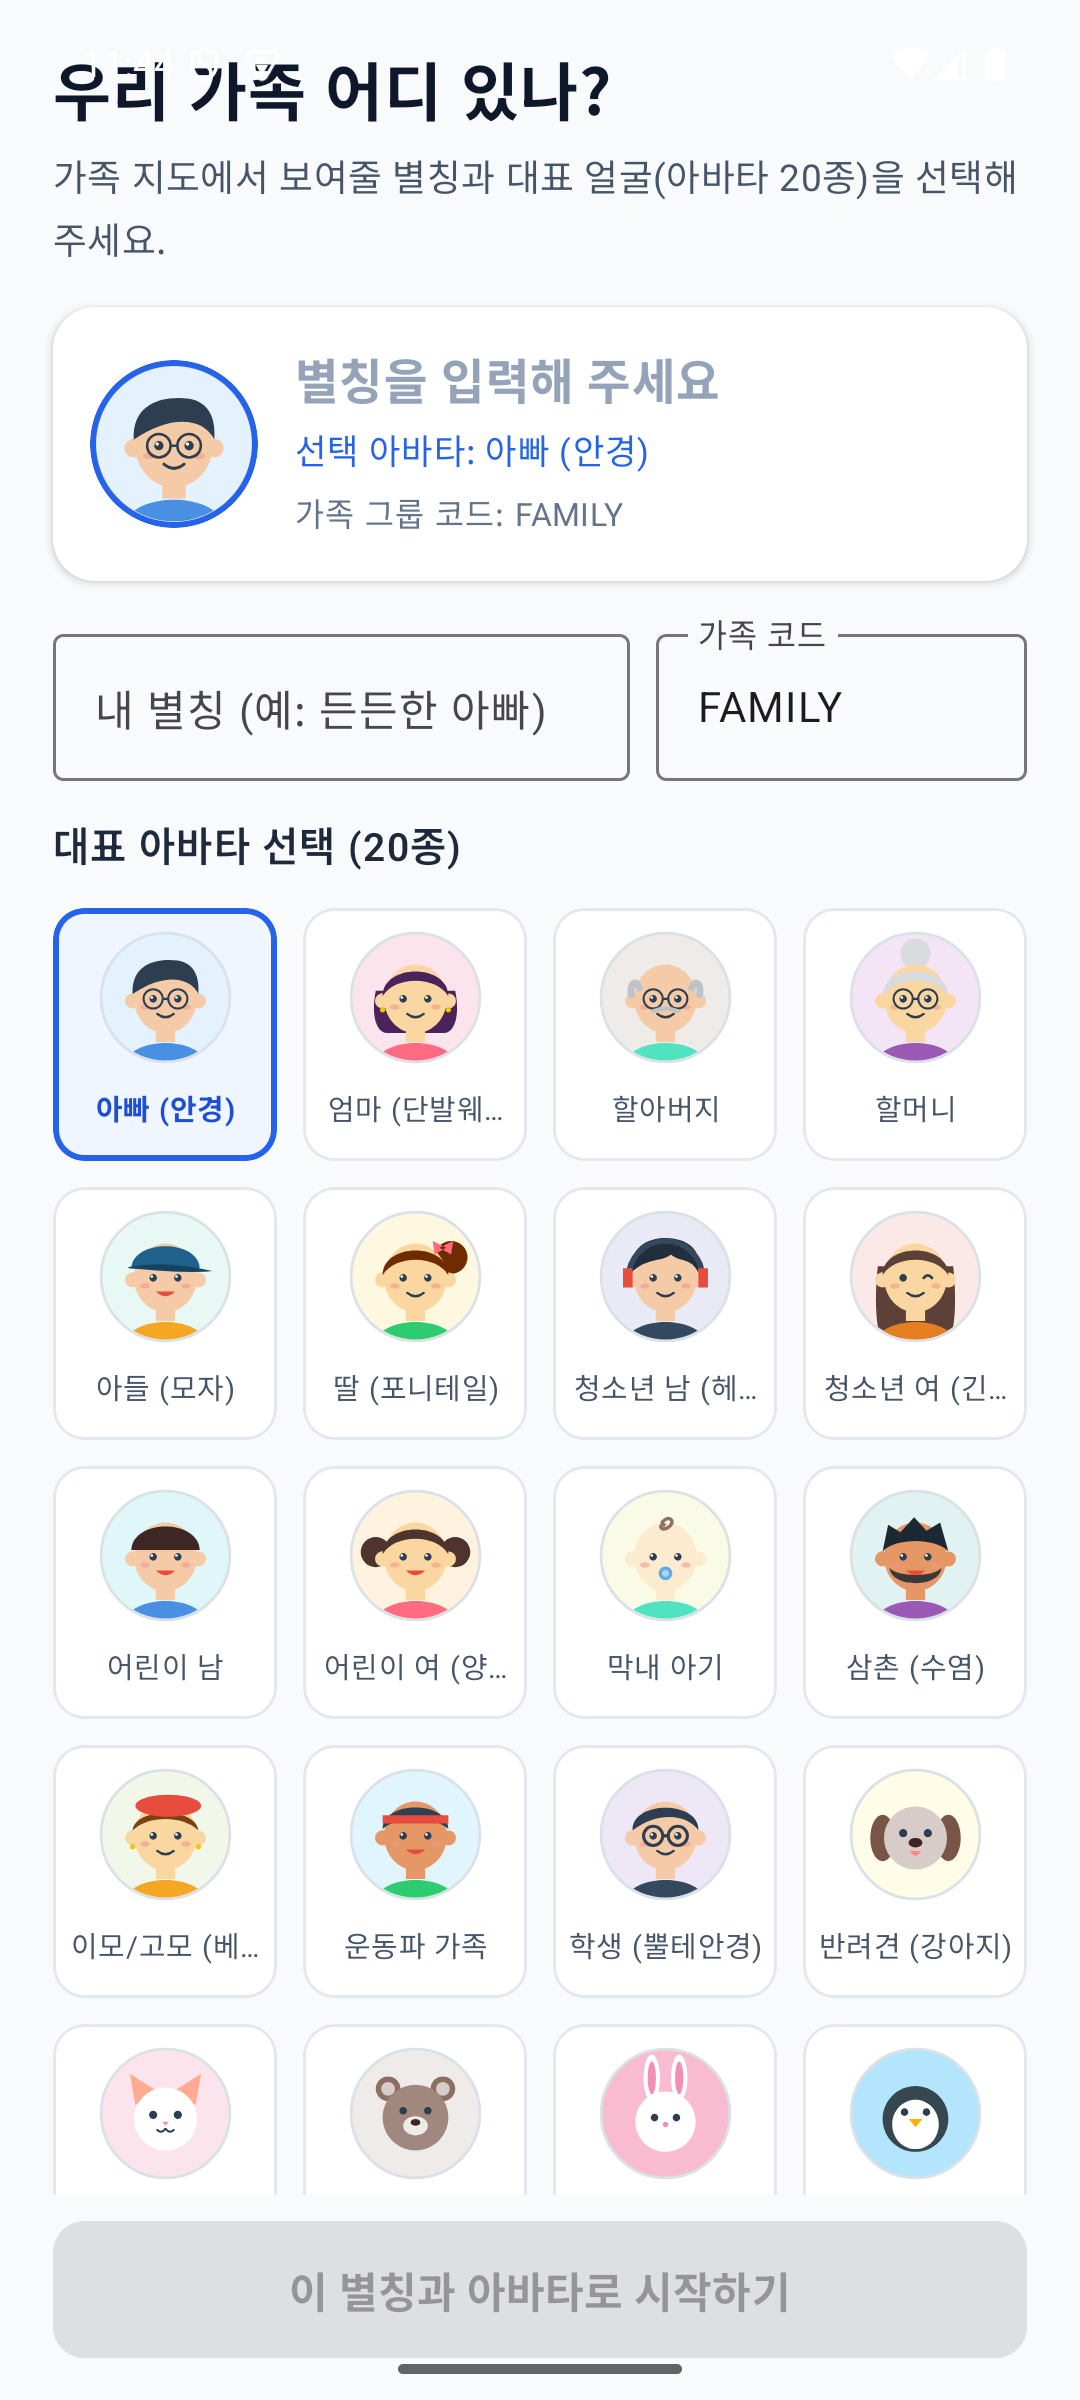 우리 가족 어디 있나?
가족 지도에서 보여줄 별칭과 대표 얼굴(아바타 20종)을 선택해
주세요.
별칭을 입력해 주세요
선택 아바타: 아빠 (안경)
가족 그룹 코드: FAMILY
가족 코드
내 별칭 (예: 든든한 아빠)
FAMILY
대표 아바타 선택 (20종)
아빠 (안경)
엄마 (단발웨...
할아버지
할머니
아들 (모자)
딸 (포니테일)
청소년 남 (헤...
청소년 여 (긴...
어린이 남
어린이 여 (양...
막내 아기
삼촌 (수염)
이모/고모 (베...
운동파 가족
학생 (뿔테안경)
반려견 (강아지)
이 별칭과 아바타로 시작하기